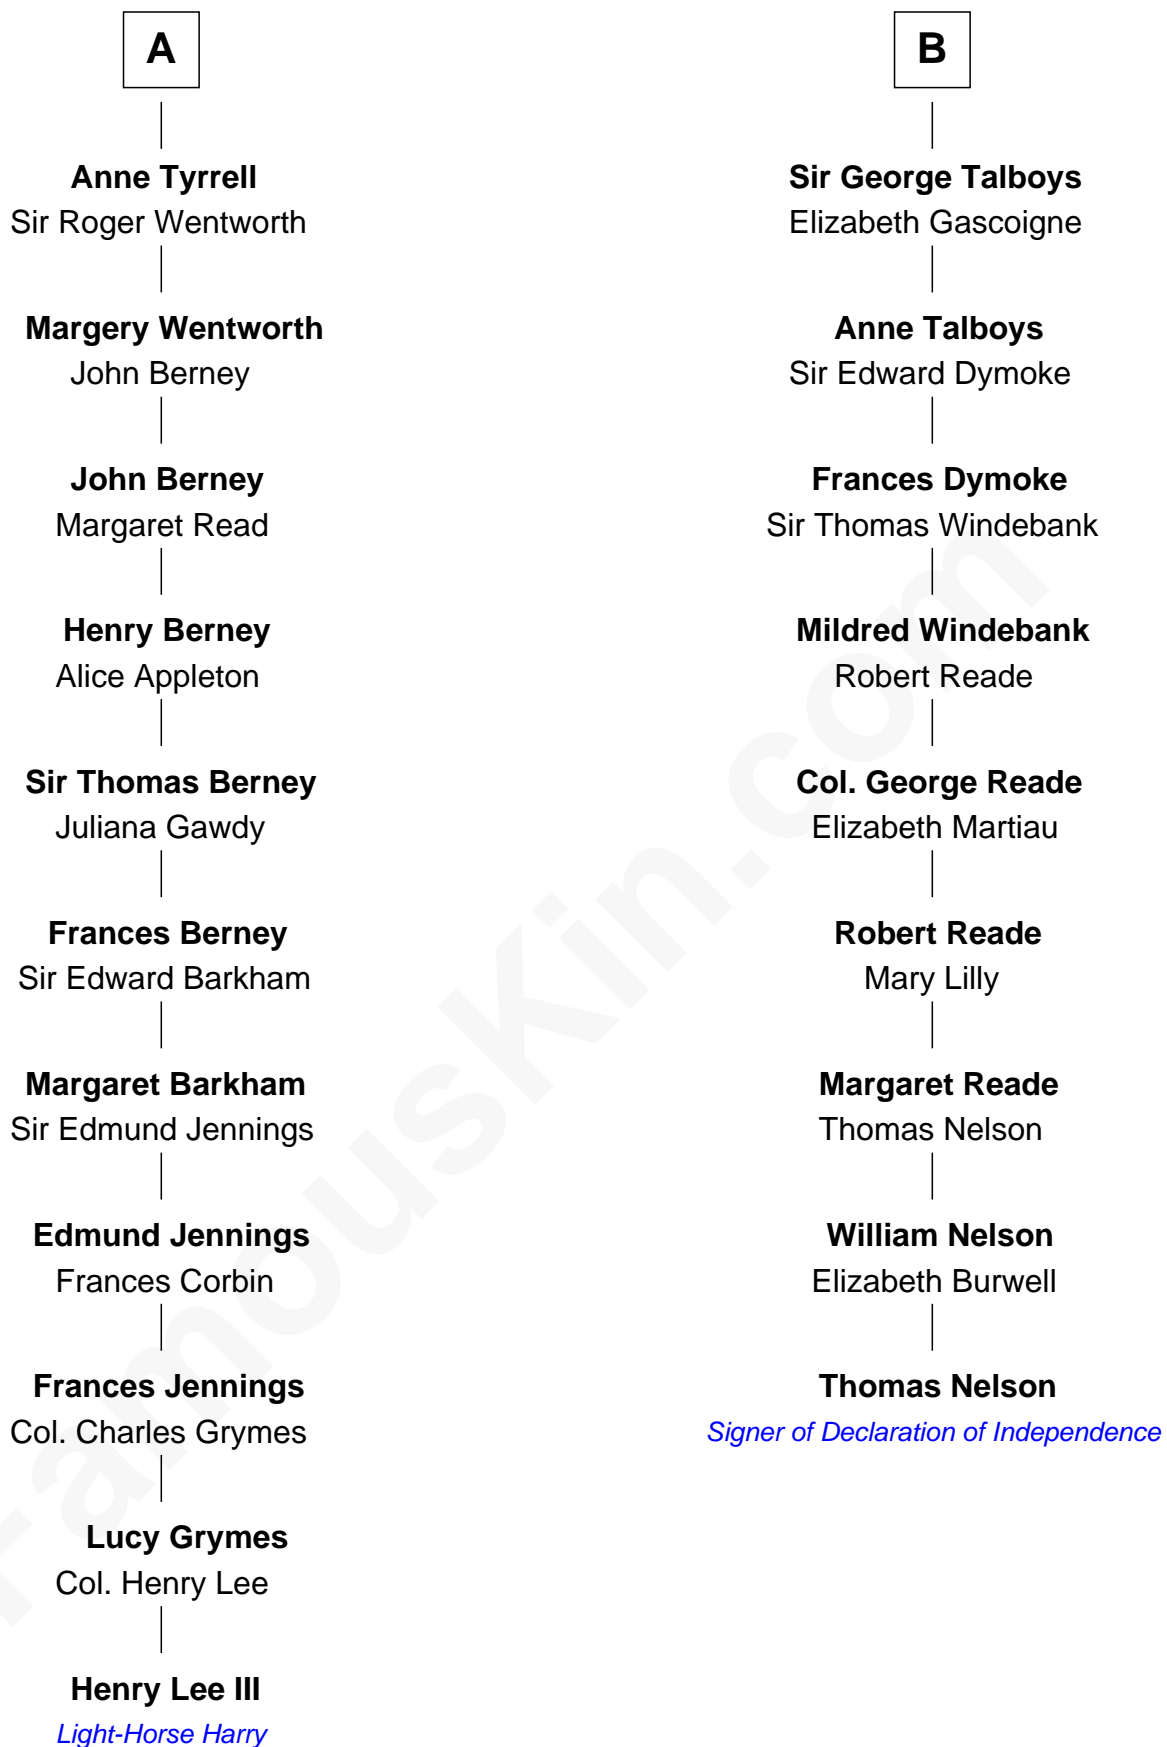 A
Anne Tyrrell
Sir Roger Wentworth
Margery Wentworth
John Berney
John Berney
Margaret Read
Henry Berney
Alice Appleton
Sir Thomas Berney
Juliana Gawdy
Frances Berney
Sir Edward Barkham
Margaret Barkham
Sir Edmund Jennings
Edmund Jennings
Frances Corbin
Frances Jennings
Col. Charles Grymes
Lucy Grymes
Col. Henry Lee
Henry Lee III
Light-Horse Harry
B
Sir George Talboys
Elizabeth Gascoigne
Anne Talboys
Sir Edward Dymoke
Frances Dymoke
Sir Thomas Windebank
Mildred Windebank
Robert Reade
Col. George Reade
Elizabeth Martiau
Robert Reade
Mary Lilly
Margaret Reade
Thomas Nelson
William Nelson
Elizabeth Burwell
Thomas Nelson
Signer of Declaration of Independence
FamousKin.com